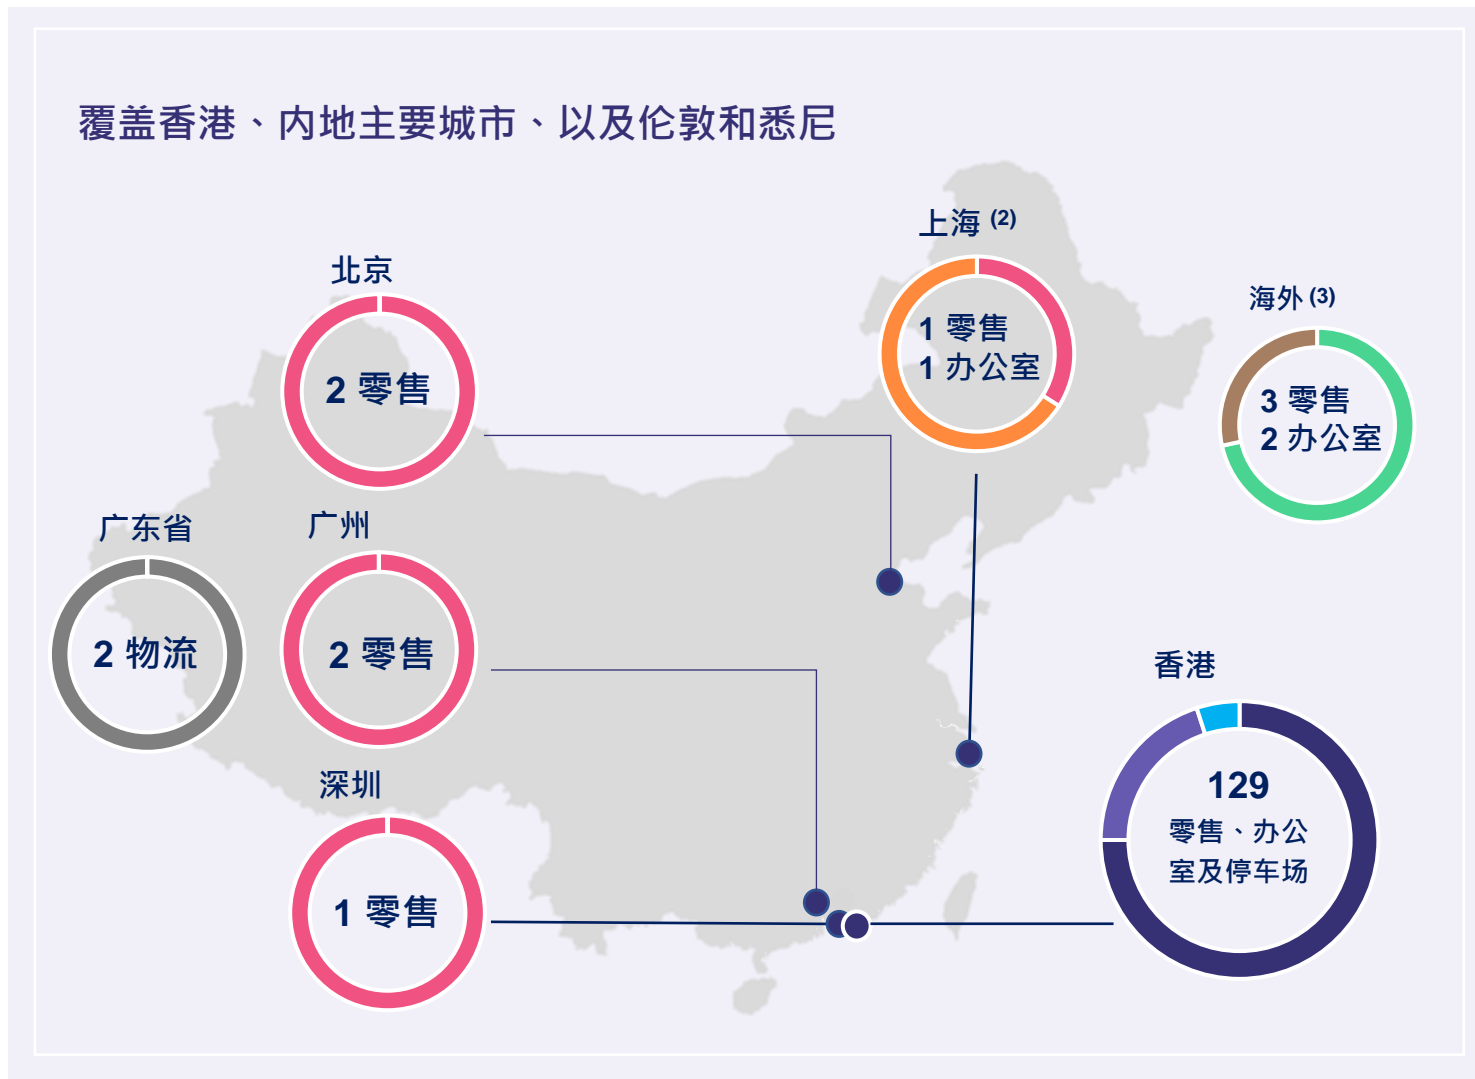 覆盖香港、内地主要城市、以及伦敦和悉尼
上海 (2)
1 零售
1 办公室
北京
2 零售
海外 (3)
3 零售
2 办公室
广东省
2 物流
广州
2 零售
香港
129
零售、办公
室及停车场
深圳
1 零售